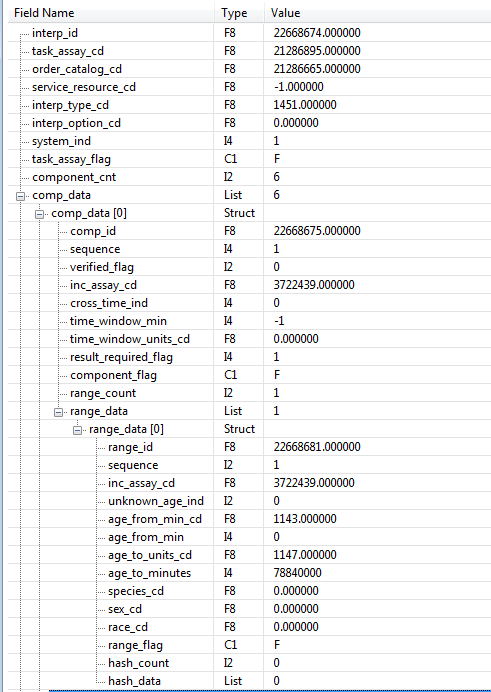 Field Name Type Value
interp_id F8 22668674.000000
task_assay_cd F8 21286895.000000
order_catalog_cd F8 21286665.000000
service_resource_cd F8 -1.000000
interp_type_cd F8 1451.000000
interp_option_cd F8 0.000000
system_ind I4 1
task_assay_flag C1 F
component_cnt I2 6
comp_data List 6
comp_data [0] Struct
comp_id F8 22668675.000000
sequence I4 1
verified_flag I2 0
inc_assay_cd F8 3722439.000000
cross_time_ind I4 0
time_window_min I4 -1
time_window_units_cd F8 0.000000
result_required_flag I4 1
component_flag C1 F
range_count I2 1
range_data List 1
range_data [0] Struct
range_id F8 22668681.000000
sequence I2 1
inc_assay_cd F8 3722439.000000
unknown_age_ind I2 0
age_from_min_cd F8 1143.000000
age_from_min I4 0
age_to_units_cd F8 1147.000000
age_to_minutes I4 78840000
species_cd F8 0.000000
sex_cd F8 0.000000
race_cd F8 0.000000
range_flag C1 F
hash_count I2 0
hash_data List 0